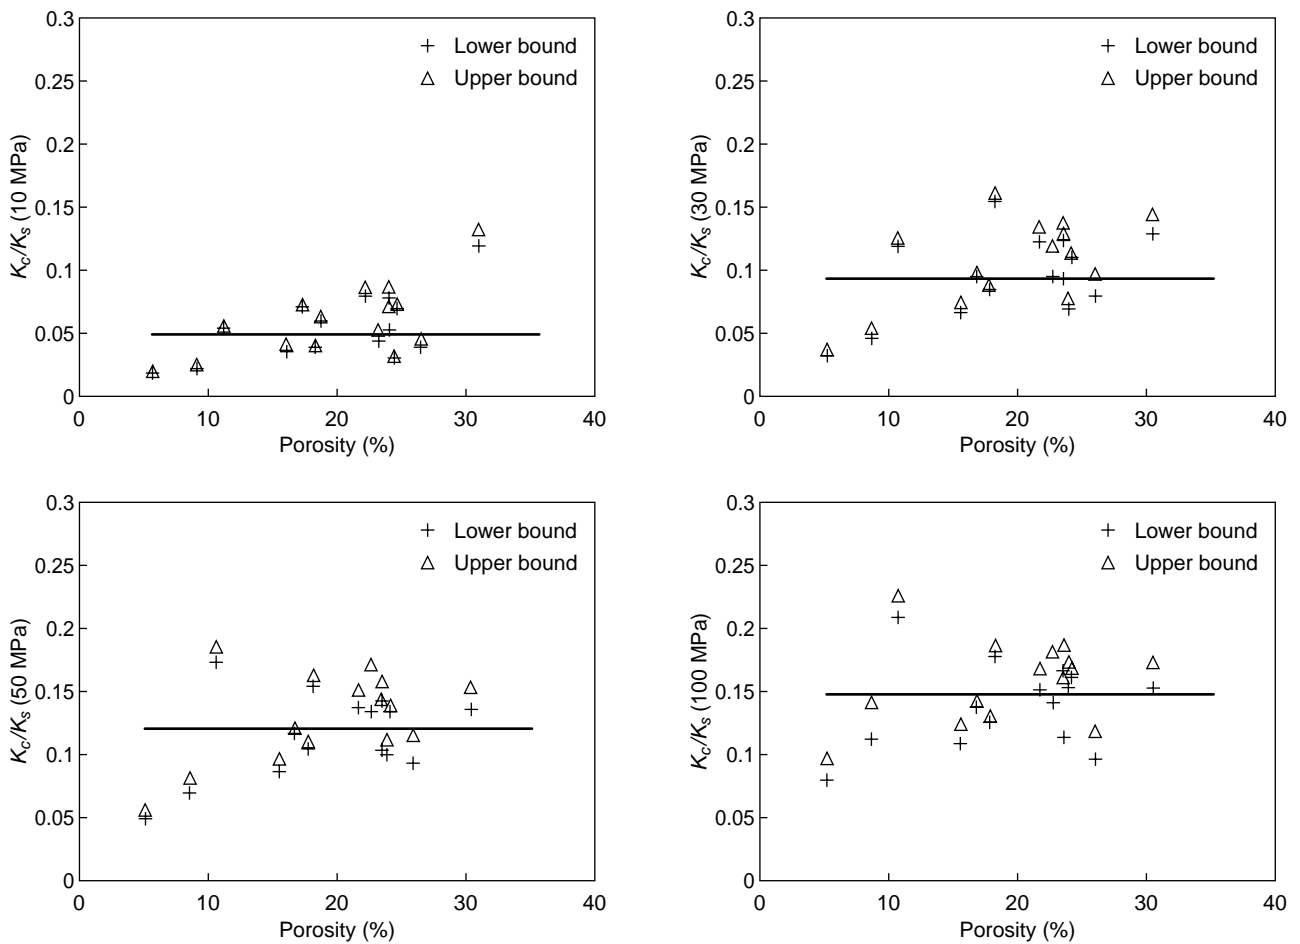 0.3
0.25
0.2
0.15
0.1
0.05
0
Kc/Ks (10 MPa)
+ Lower bound
△ Upper bound
0 10 20 30 40
Porosity (%)
0.3
0.25
0.2
0.15
0.1
0.05
0
Kc/Ks (30 MPa)
+ Lower bound
△ Upper bound
0 10 20 30 40
Porosity (%)
0.3
0.25
0.2
0.15
0.1
0.05
0
Kc/Ks (50 MPa)
+ Lower bound
△ Upper bound
0 10 20 30 40
Porosity (%)
0.3
0.25
0.2
0.15
0.1
0.05
0
Kc/Ks (100 MPa)
+ Lower bound
△ Upper bound
0 10 20 30 40
Porosity (%)